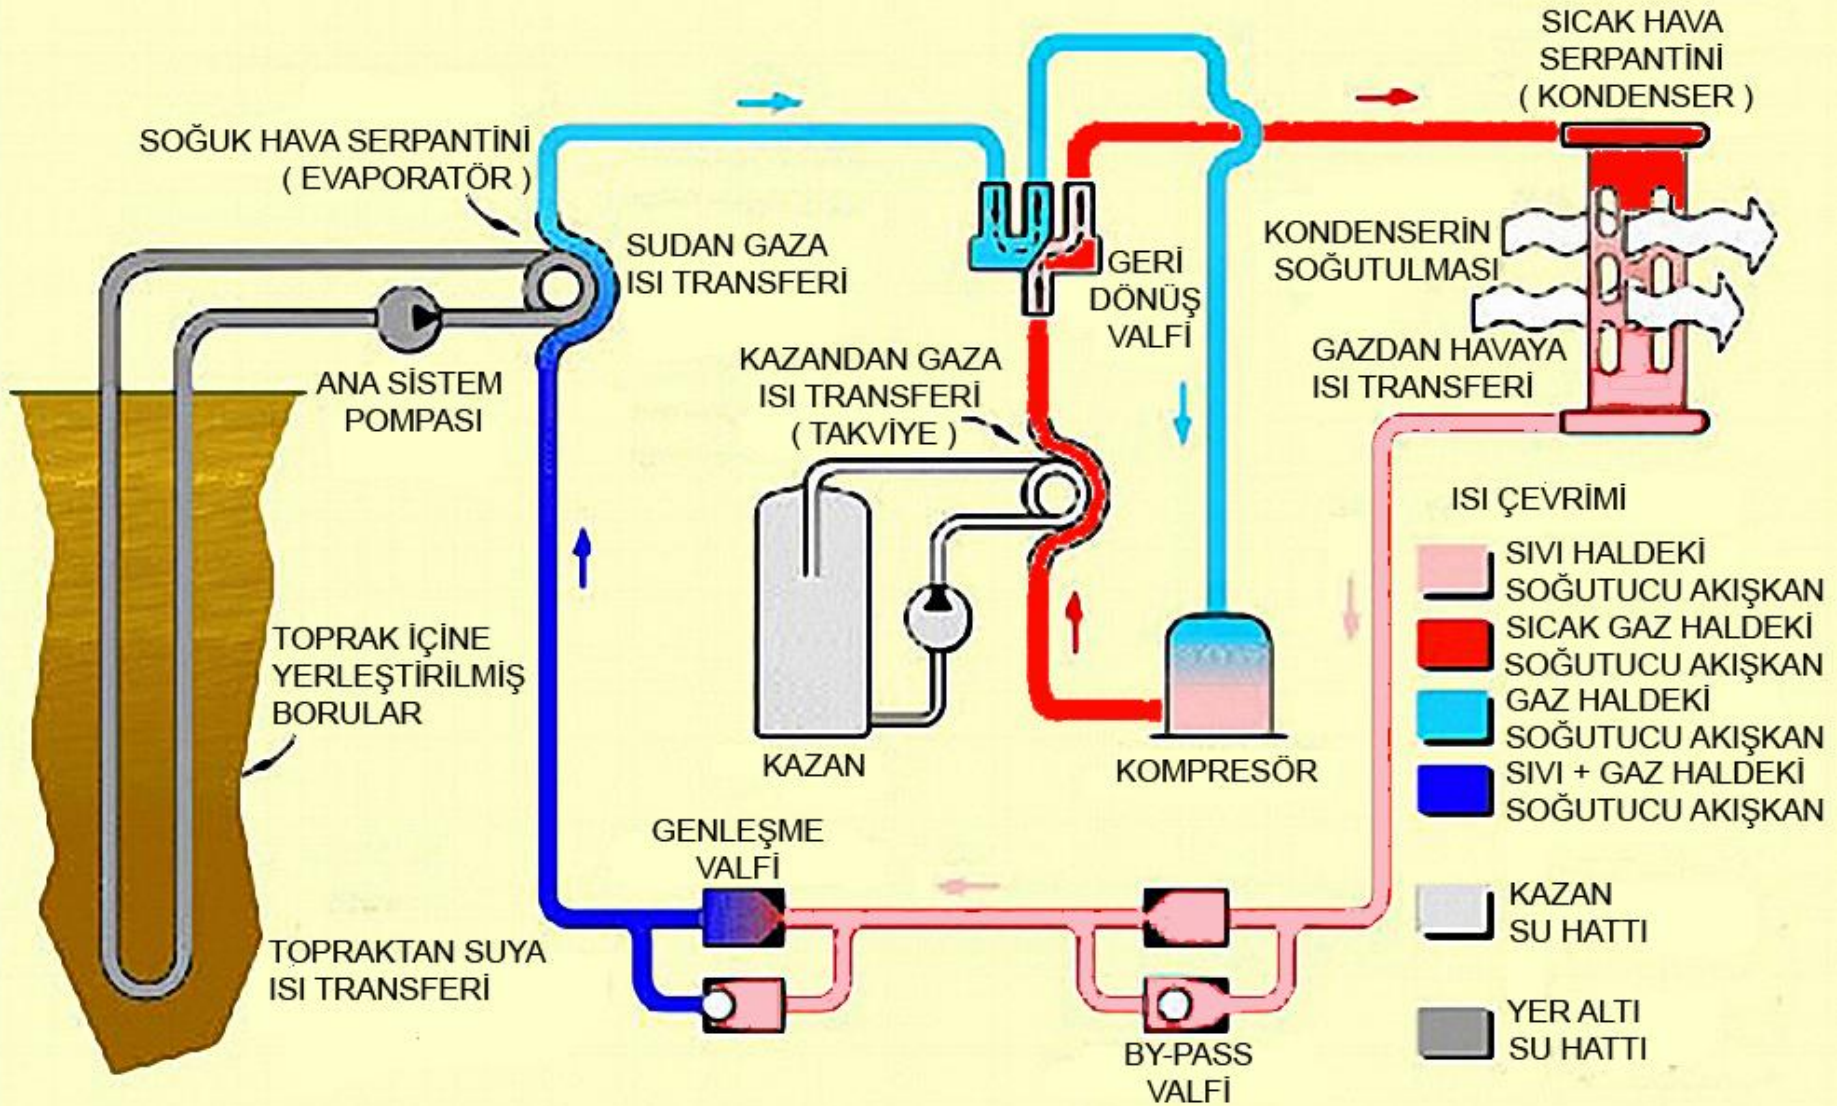 SICAK HAVA
SERPANTİNİ
( KONDENSER )
SOĞUK HAVA SERPANTİNİ
( EVAPORATÖR )
SUDAN GAZA
ISI TRANSFERİ
GERİ
DÖNÜŞ
VALFİ
KONDENSERİN
SOĞUTULMASI
GAZDAN HAVAYA
ISI TRANSFERİ
ANA SİSTEM
POMPASI
KAZANDAN GAZA
ISI TRANSFERİ
( TAKVİYE )
ISI ÇEVRİMİ
SIVI HALDEKİ
SOĞUTUCU AKIŞKAN
SICAK GAZ HALDEKİ
SOĞUTUCU AKIŞKAN
GAZ HALDEKİ
SOĞUTUCU AKIŞKAN
SIVI + GAZ HALDEKİ
SOĞUTUCU AKIŞKAN
KAZAN
SU HATTI
YER ALTI
SU HATTI
TOPRAK İÇİNE
YERLEŞTİRİLMİŞ
BORULAR
KAZAN
KOMPRESÖR
GENLEŞME
VALFİ
TOPRAKTAN SUYA
ISI TRANSFERİ
BY-PASS
VALFİ